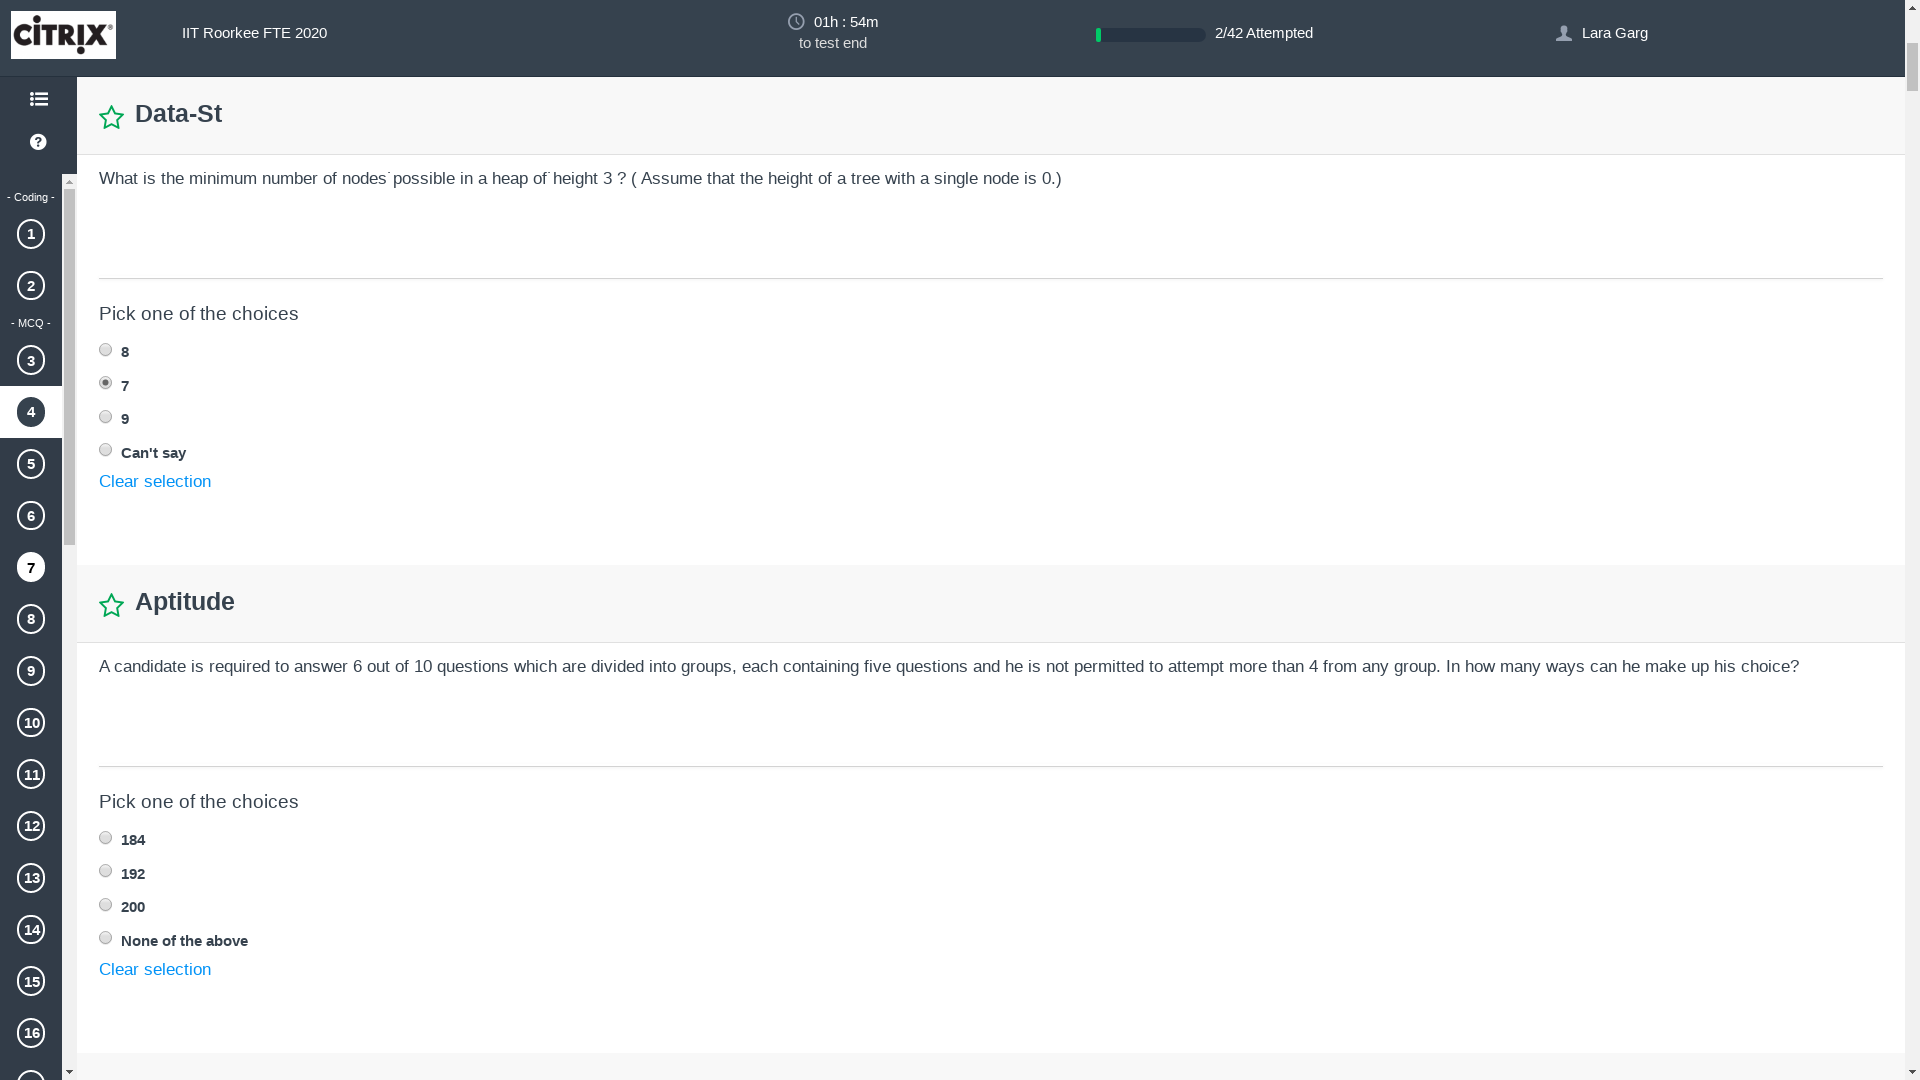 CiTRIX®
IIT Roorkee FTE 2020
01h : 54m
to test end
2/42 Attempted
Lara Garg
- Coding -
1
2
- MCQ -
3
4
5
6
7
8
9
10
11
12
13
14
15
16
Data-St
What is the minimum number of nodes possible in a heap of height 3 ? ( Assume that the height of a tree with a single node is 0.)
Pick one of the choices
8
7
9
Can't say
Clear selection
Aptitude
A candidate is required to answer 6 out of 10 questions which are divided into groups, each containing five questions and he is not permitted to attempt more than 4 from any group. In how many ways can he make up his choice?
Pick one of the choices
184
192
200
None of the above
Clear selection